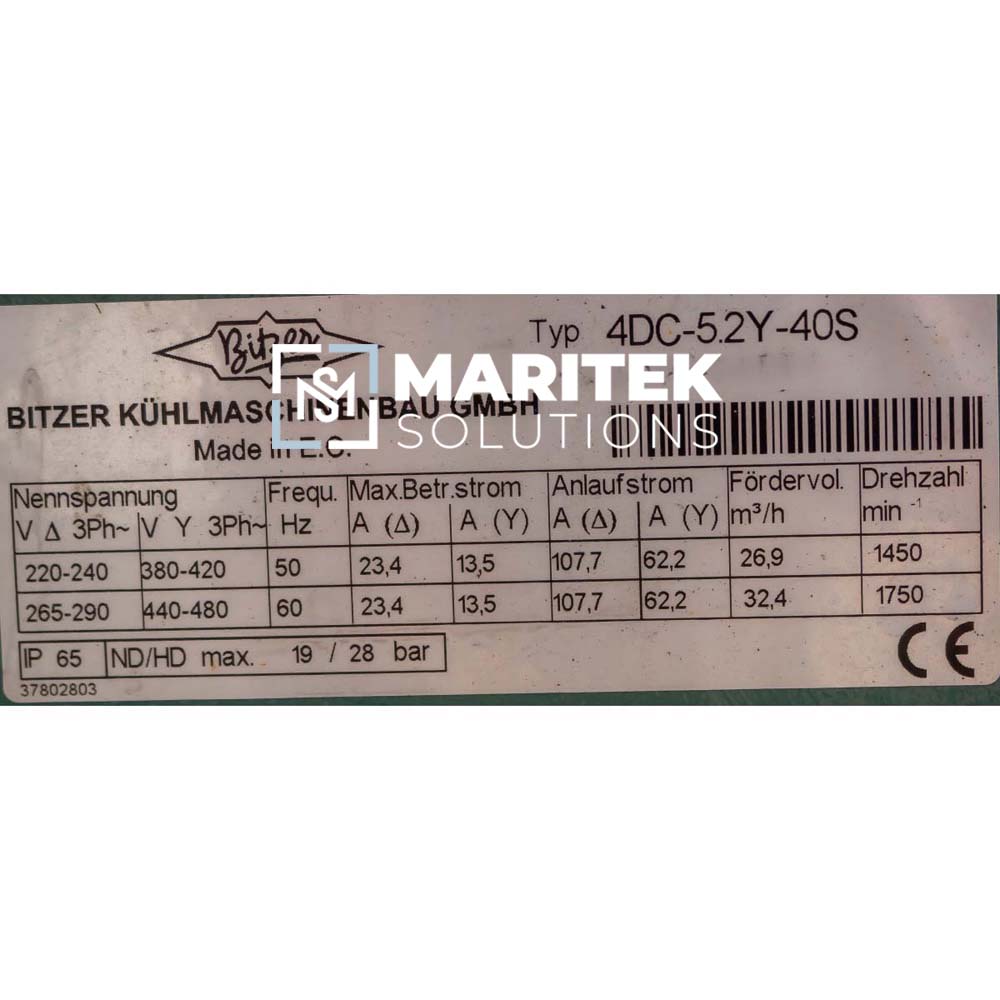 Bitzer
Typ 4DC-5.2Y-40S
MARITEK
SOLUTIONS
SM
BITZER KÜHLMASCHINENBAU GMBH
Made in E.C.
Nennspannung Frequ. Max.Betr.strom Anlaufstrom Fördervol. Drehzahl
V Δ 3Ph~ V Y 3Ph~ Hz A (Δ) A (Y) A (Δ) A (Y) m³/h min⁻¹
220-240 380-420 50 23,4 13,5 107,7 62,2 26,9 1450
265-290 440-480 60 23,4 13,5 107,7 62,2 32,4 1750
IP 65 ND/HD max. 19 / 28 bar
CE
37802803